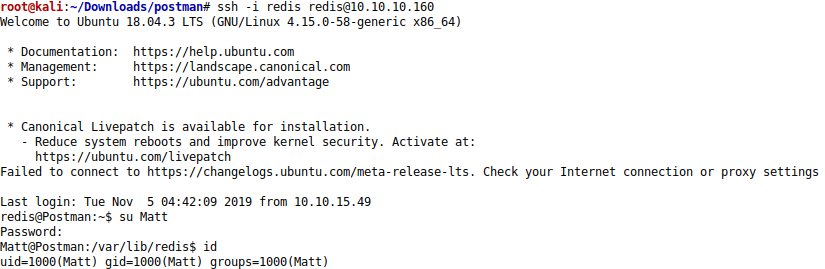 root@kali:~/Downloads/postman# ssh -i redis redis@10.10.10.160
Welcome to Ubuntu 18.04.3 LTS (GNU/Linux 4.15.0-58-generic x86_64)
* Documentation:  https://help.ubuntu.com
* Management:     https://landscape.canonical.com
* Support:        https://ubuntu.com/advantage
* Canonical Livepatch is available for installation.
- Reduce system reboots and improve kernel security. Activate at:
https://ubuntu.com/livepatch
Failed to connect to https://changelogs.ubuntu.com/meta-release-lts. Check your Internet connection or proxy settings
Last login: Tue Nov  5 04:42:09 2019 from 10.10.15.49
redis@Postman:~$ su Matt
Password:
Matt@Postman:/var/lib/redis$ id
uid=1000(Matt) gid=1000(Matt) groups=1000(Matt)